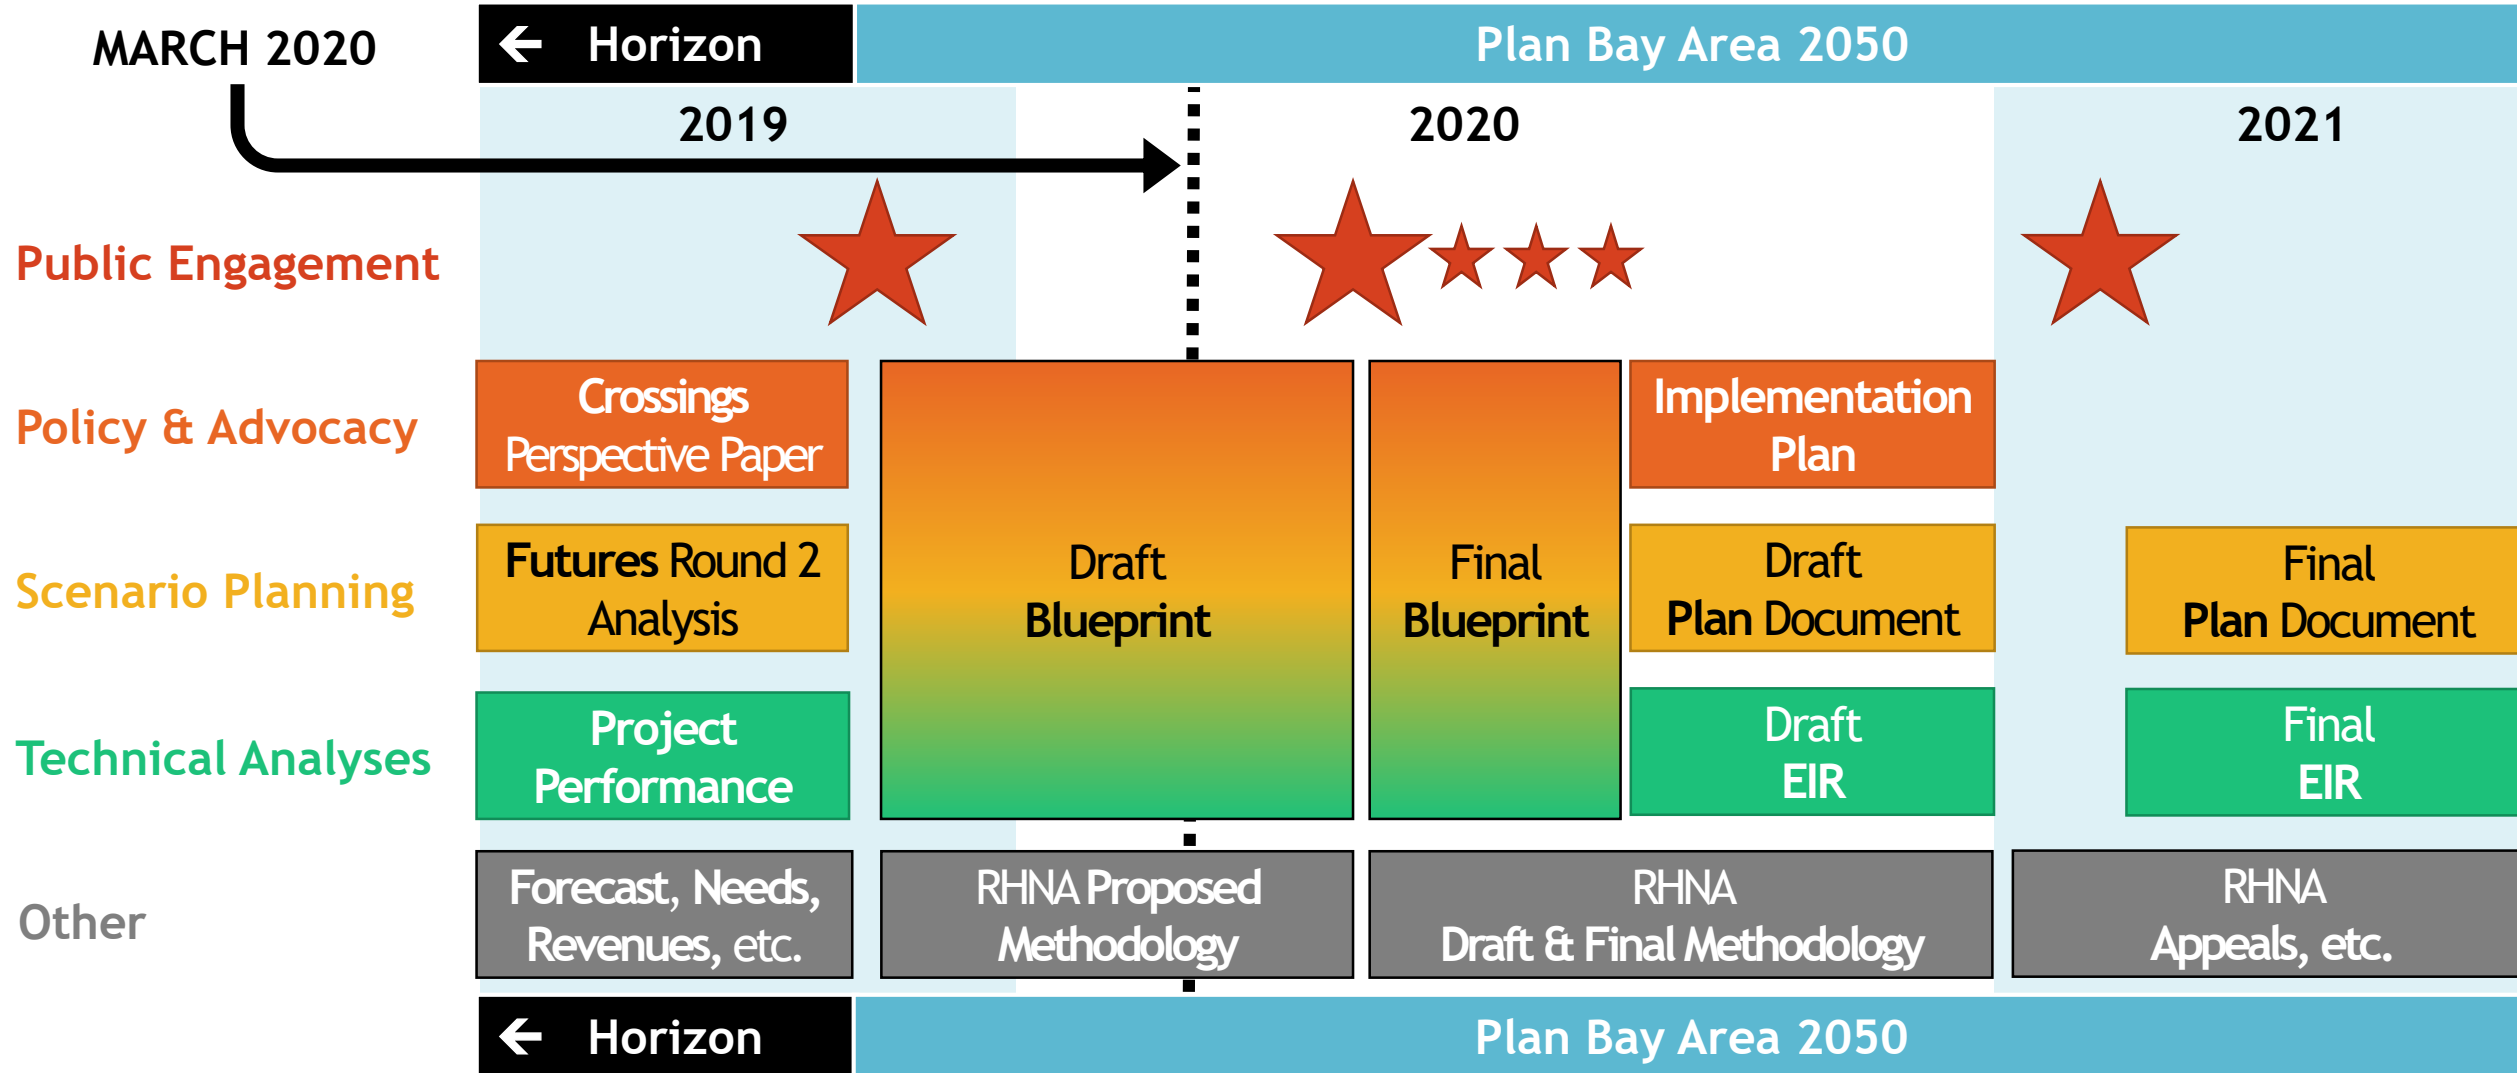 MARCH 2020
Horizon
Plan Bay Area 2050
2019
2020
2021
Public Engagement
Policy & Advocacy
Crossings
Perspective Paper
Implementation
Plan
Scenario Planning
Futures Round 2
Analysis
Draft
Blueprint
Final
Blueprint
Draft
Plan Document
Final
Plan Document
Technical Analyses
Project
Performance
Draft
EIR
Final
EIR
Other
Forecast, Needs,
Revenues, etc.
RHNA Proposed
Methodology
RHNA
Draft & Final Methodology
RHNA
Appeals, etc.
Horizon
Plan Bay Area 2050